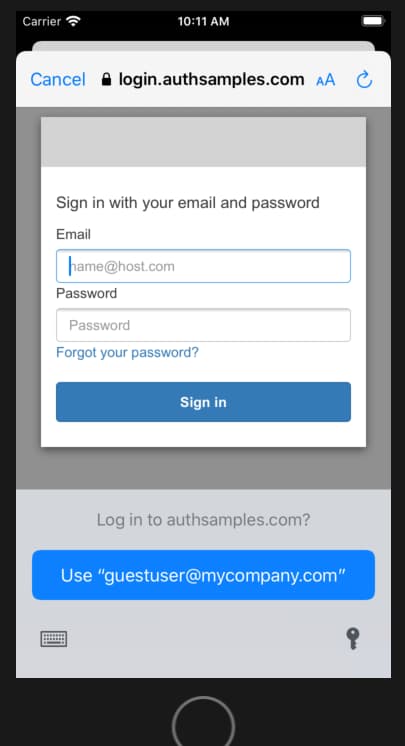 Carrier 10:11 AM
Cancel login.authsamples.com AA
Sign in with your email and password
Email
name@host.com
Password
Password
Forgot your password?
Sign in
Log in to authsamples.com?
Use “guestuser@mycompany.com”